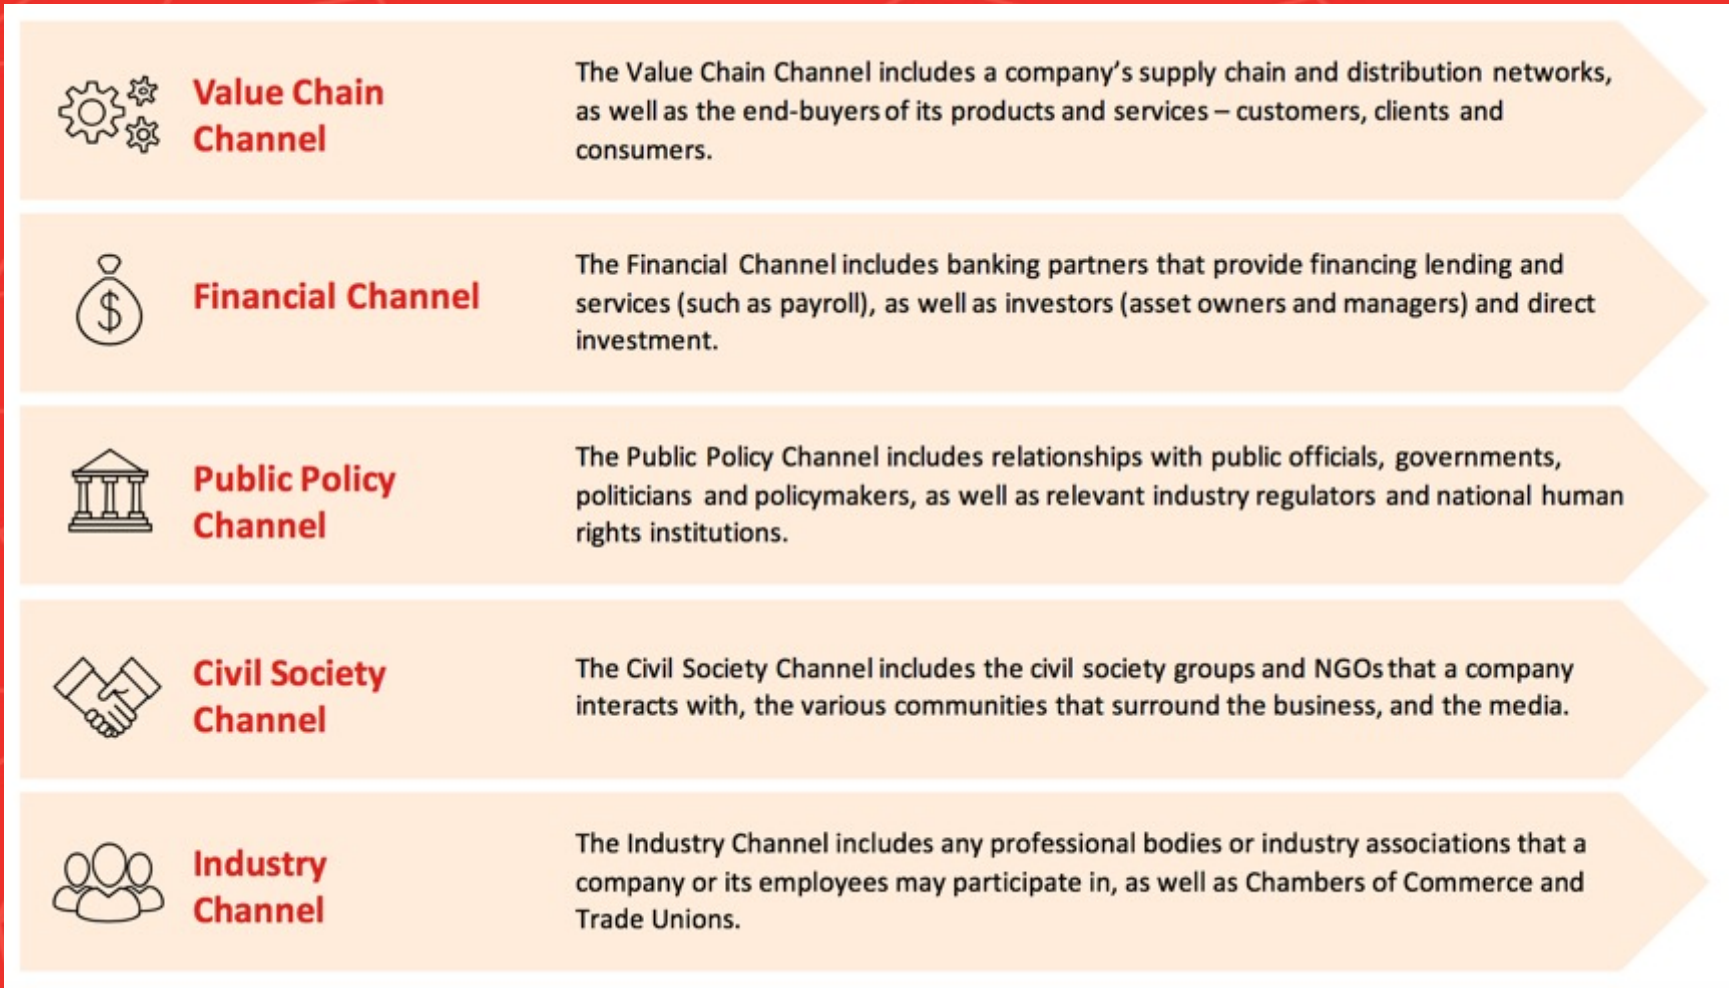 Value Chain
Channel
The Value Chain Channel includes a company's supply chain and distribution networks,
as well as the end-buyers of its products and services – customers, clients and
consumers.
$
Financial Channel
The Financial Channel includes banking partners that provide financing lending and
services (such as payroll), as well as investors (asset owners and managers) and direct
investment.
Public Policy
Channel
The Public Policy Channel includes relationships with public officials, governments,
politicians and policymakers, as well as relevant industry regulators and national human
rights institutions.
Civil Society
Channel
The Civil Society Channel includes the civil society groups and NGOs that a company
interacts with, the various communities that surround the business, and the media.
Industry
Channel
The Industry Channel includes any professional bodies or industry associations that a
company or its employees may participate in, as well as Chambers of Commerce and
Trade Unions.